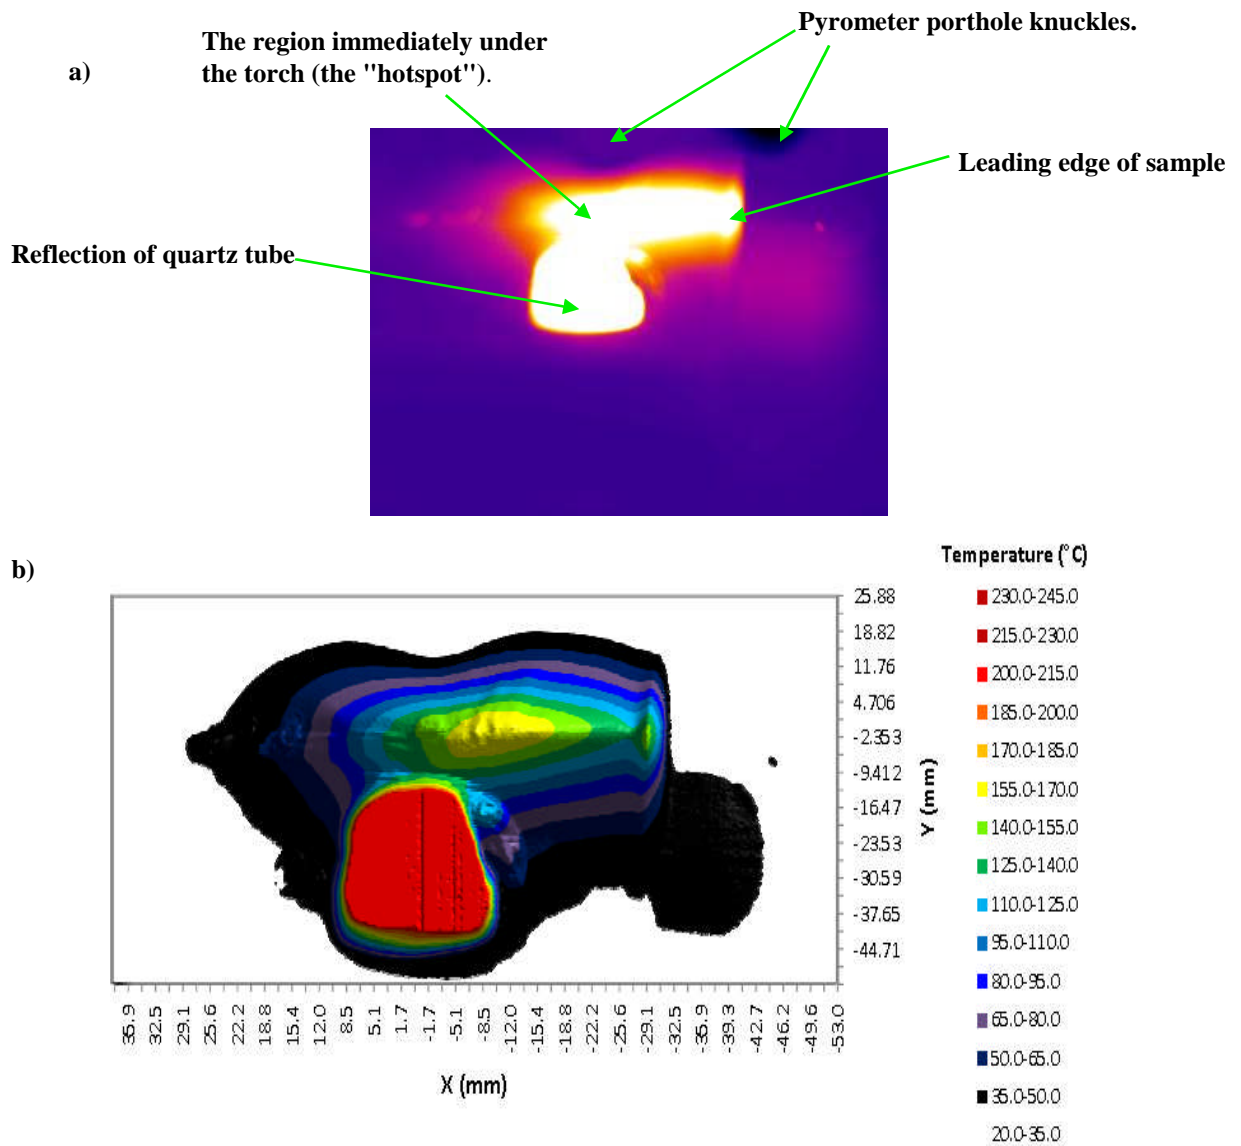 Pyrometer porthole knuckles.
The region immediately under
the torch (the "hotspot").
a)
Leading edge of sample
Reflection of quartz tube
b)
Temperature (°C)
25.88
18.82
11.76
4.706
-2.353
-9.412
-16.47
-23.53
-30.59
-37.65
-44.71
Y (mm)
230.0-245.0
215.0-230.0
200.0-215.0
185.0-200.0
170.0-185.0
155.0-170.0
140.0-155.0
125.0-140.0
110.0-125.0
95.0-110.0
80.0-95.0
65.0-80.0
50.0-65.0
35.0-50.0
20.0-35.0
35.9 32.5 29.1 25.6 22.2 18.8 15.4 12.0 8.5 5.1 1.7 -1.7 -5.1 -8.5 -12.0 -15.4 -18.8 -22.2 -25.6 -29.1 -32.5 -35.9 -39.3 -42.7 -46.2 -49.6 -53.0
X (mm)